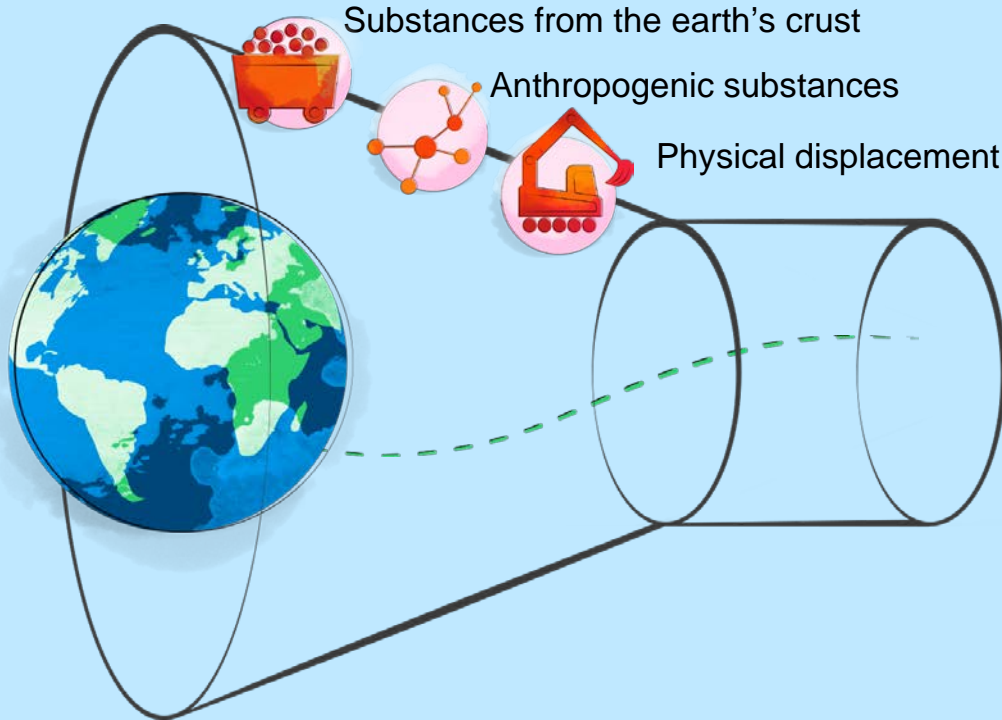 Substances from the earth’s crust
Anthropogenic substances
Physical displacement